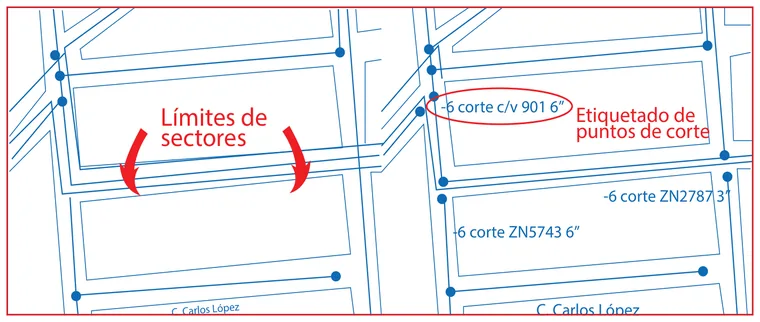 Límites de
sectores
C. Carlos López
-6 corte c/v 901 6”
Etiquetado de
puntos de corte
-6 corte ZN2787 3”
-6 corte ZN5743 6”
C. Carlos López